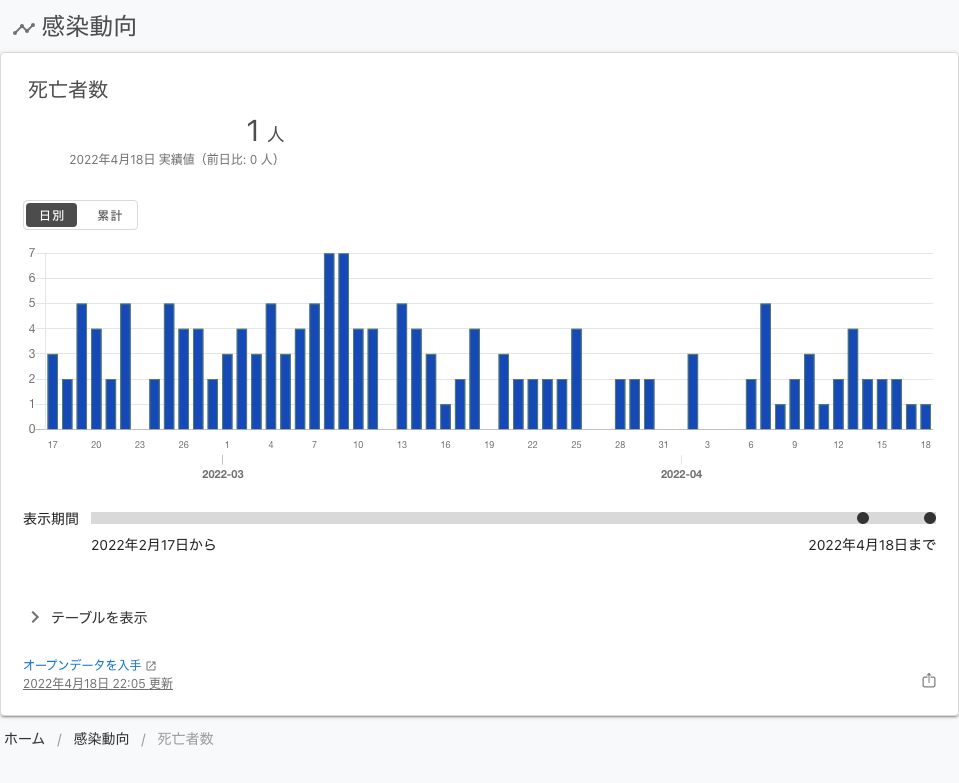 感染動向
死亡者数
1 人
2022年4月18日 実績値（前日比: 0 人）
日別 累計
7
6
5
4
3
2
1
0
17 20 23 26 1 4 7 10 13 16 19 22 25 28 31 3 6 9 12 15 18
2022-03 2022-04
表示期間
2022年2月17日から 2022年4月18日まで
テーブルを表示
オープンデータを入手
2022年4月18日 22:05 更新
ホーム / 感染動向 / 死亡者数